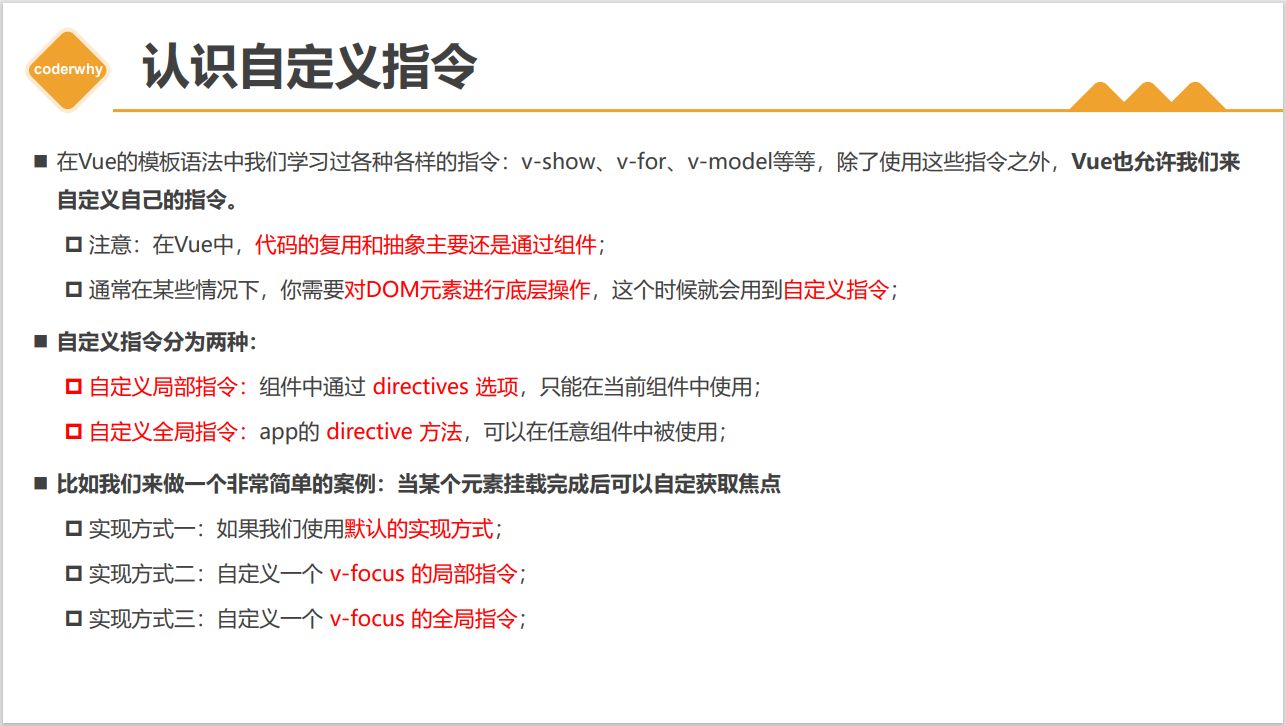 coderwhy
认识自定义指令
在Vue的模板语法中我们学习过各种各样的指令：v-show、v-for、v-model等等，除了使用这些指令之外，Vue也允许我们来
自定义自己的指令。
注意：在Vue中，代码的复用和抽象主要还是通过组件；
通常在某些情况下，你需要对DOM元素进行底层操作，这个时候就会用到自定义指令；
自定义指令分为两种：
自定义局部指令：组件中通过 directives 选项，只能在当前组件中使用；
自定义全局指令：app的 directive 方法，可以在任意组件中被使用；
比如我们来做一个非常简单的案例：当某个元素挂载完成后可以自定获取焦点
实现方式一：如果我们使用默认的实现方式；
实现方式二：自定义一个 v-focus 的局部指令；
实现方式三：自定义一个 v-focus 的全局指令；